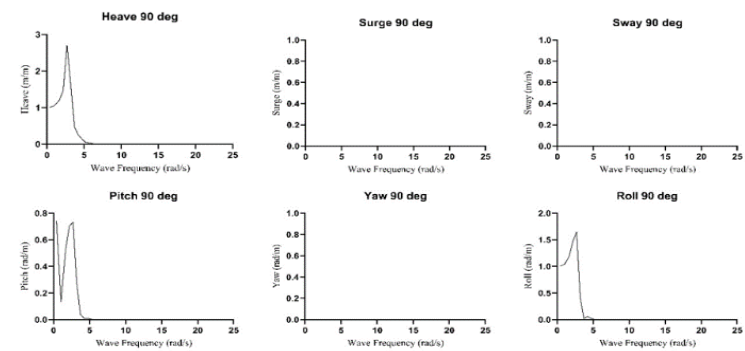 Heave 90 deg
3
2
1
0
Heave (m/m)
0 5 10 15 20 25
Wave Frequency (rad/s)
Surge 90 deg
1.0
0.8
0.6
0.4
0.2
0.0
Surge (m/m)
0 5 10 15 20 25
Wave Frequency (rad/s)
Sway 90 deg
1.0
0.8
0.6
0.4
0.2
0.0
Sway (m/m)
0 5 10 15 20 25
Wave Frequency (rad/s)
Pitch 90 deg
0.8
0.6
0.4
0.2
0.0
Pitch (rad/m)
0 5 10 15 20 25
Wave Frequency (rad/s)
Yaw 90 deg
1.0
0.8
0.6
0.4
0.2
0.0
Yaw (rad/m)
0 5 10 15 20 25
Wave Frequency (rad/s)
Roll 90 deg
2.0
1.5
1.0
0.5
0.0
Roll (rad/m)
0 5 10 15 20 25
Wave Frequency (rad/s)